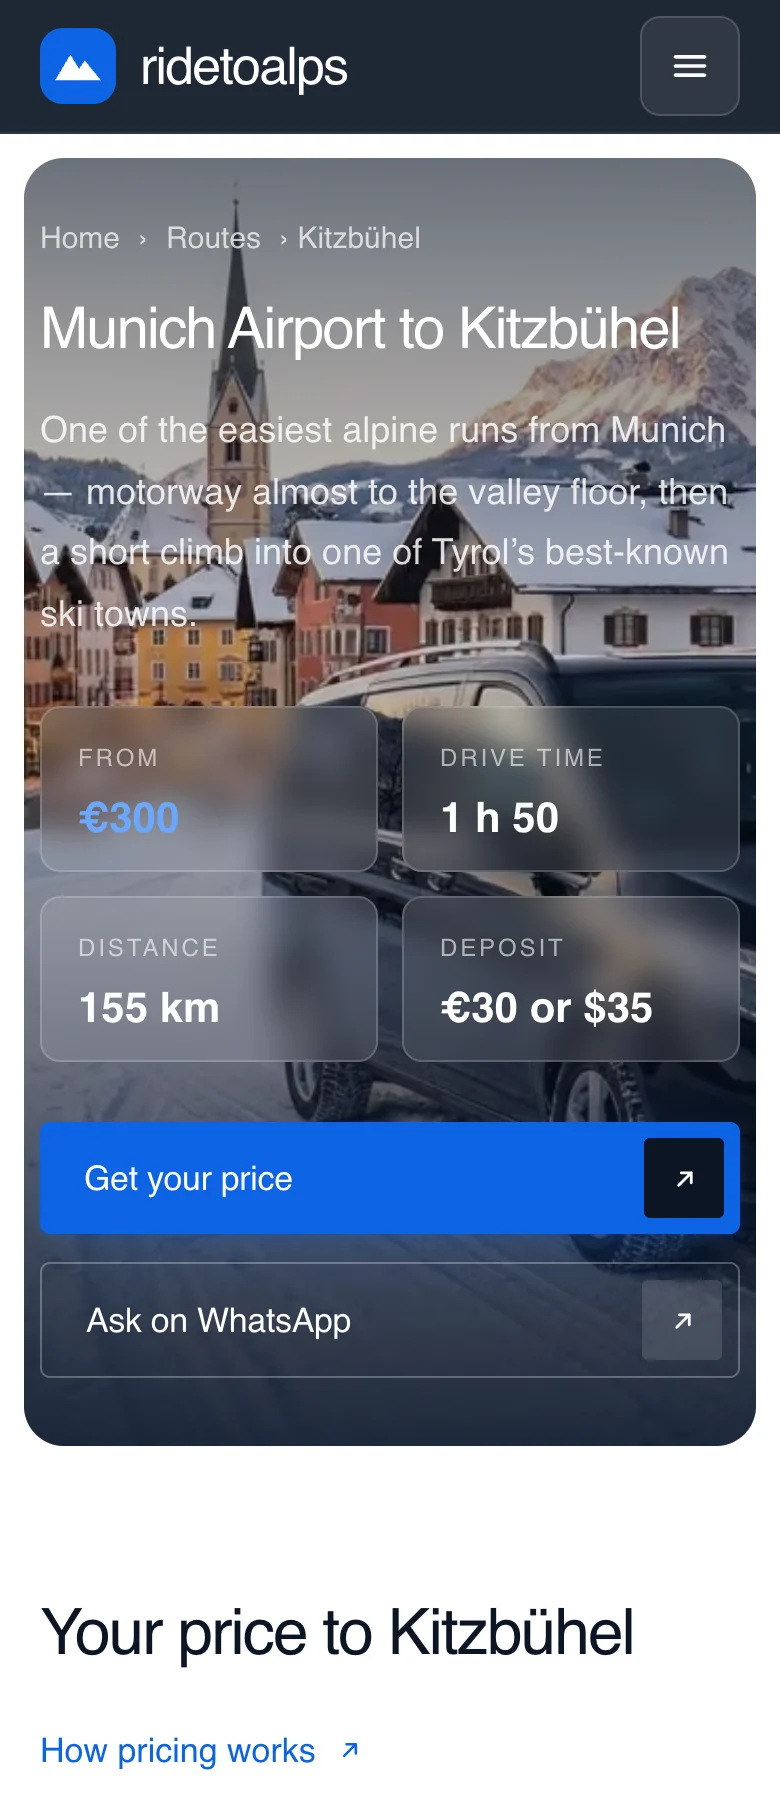 ridetoalps
Home › Routes › Kitzbühel
Munich Airport to Kitzbühel
One of the easiest alpine runs from Munich
— motorway almost to the valley floor, then
a short climb into one of Tyrol’s best-known
ski towns.
FROM
€300
DRIVE TIME
1 h 50
DISTANCE
155 km
DEPOSIT
€30 or $35
Get your price
Ask on WhatsApp
Your price to Kitzbühel
How pricing works